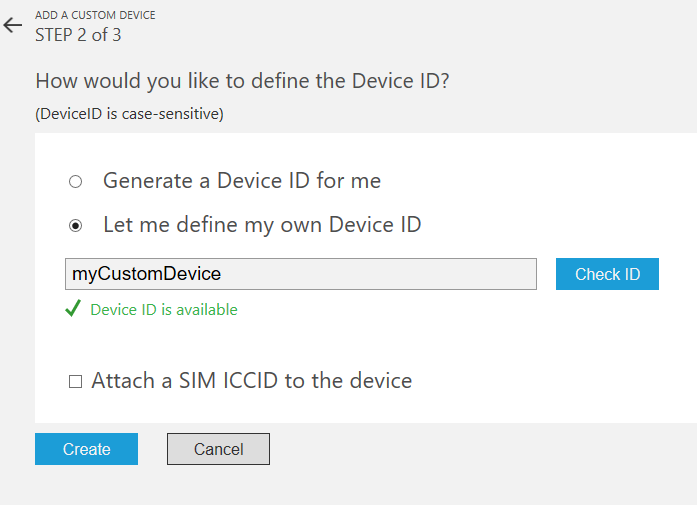 ADD A CUSTOM DEVICE
STEP 2 of 3
How would you like to define the Device ID?
(DeviceID is case-sensitive)
Generate a Device ID for me
Let me define my own Device ID
myCustomDevice
Check ID
Device ID is available
Attach a SIM ICCID to the device
Create
Cancel